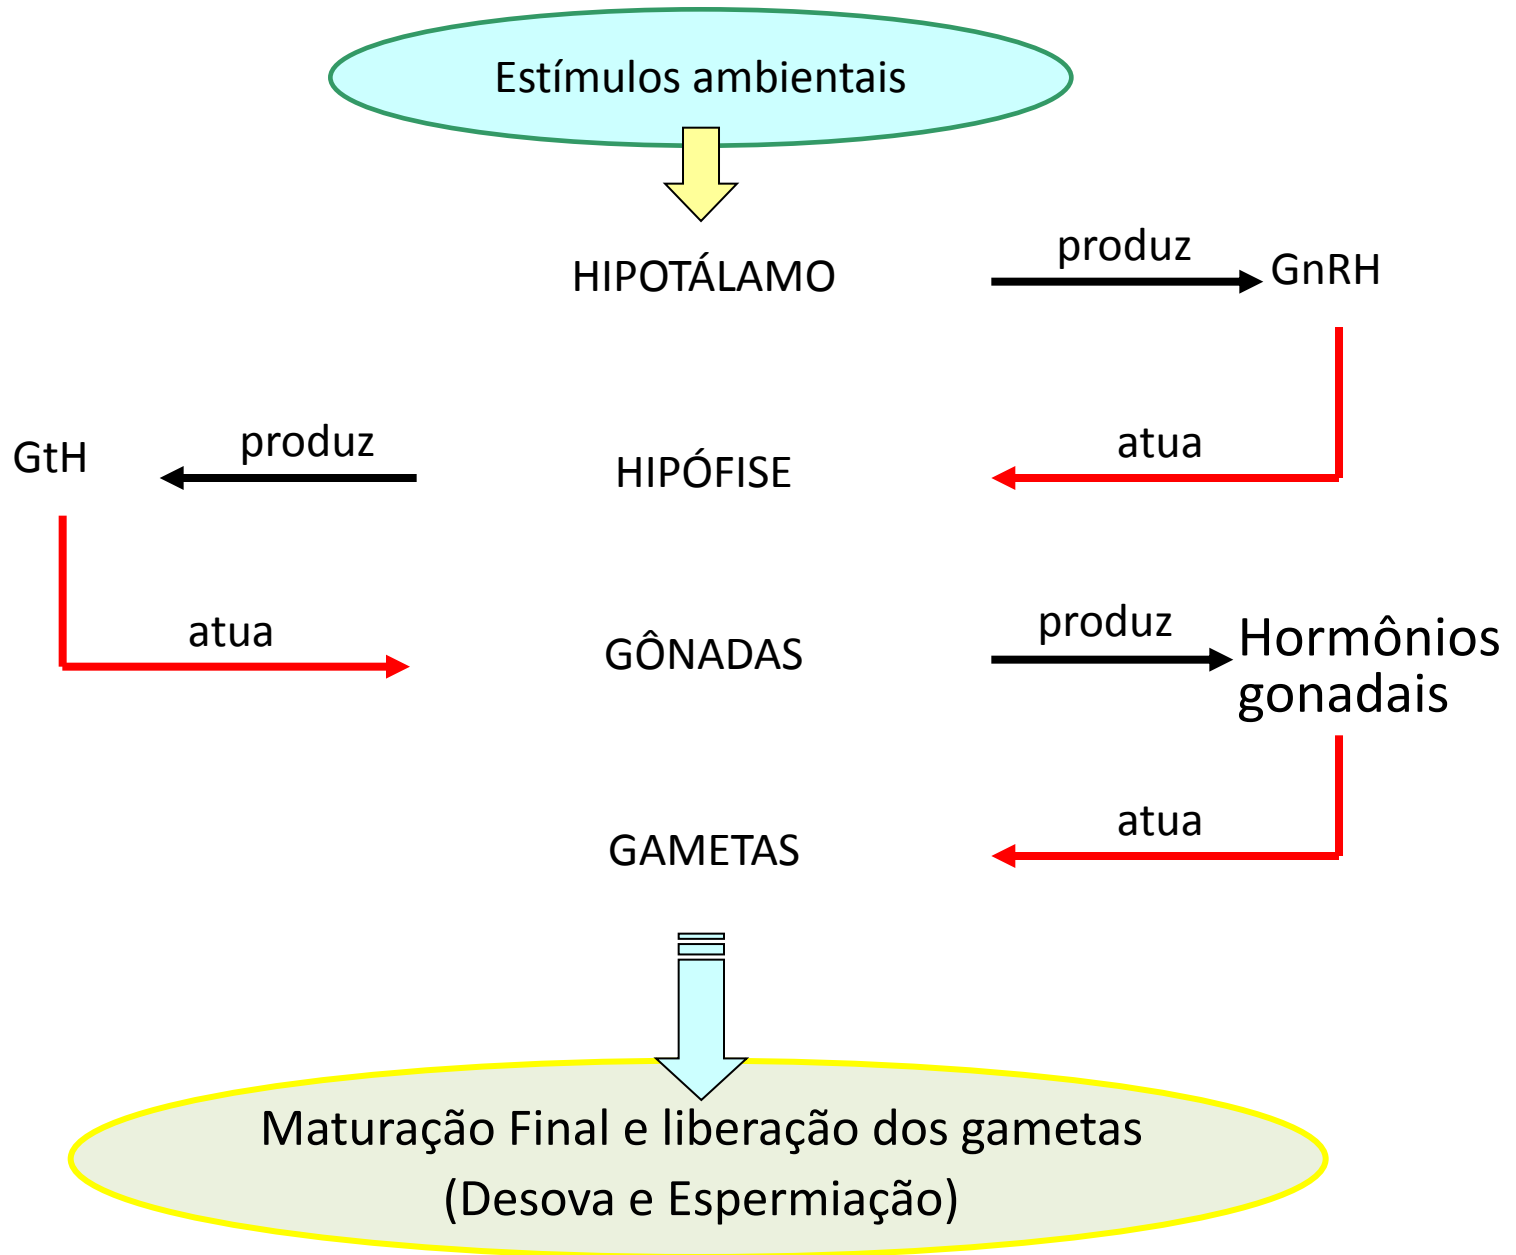 Estímulos ambientais
produz
HIPOTÁLAMO
GnRH
produz
atua
GtH
HIPÓFISE
atua
produz
GÔNADAS
Hormônios
gonadais
atua
GAMETAS
Maturação Final e liberação dos gametas
(Desova e Espermiação)